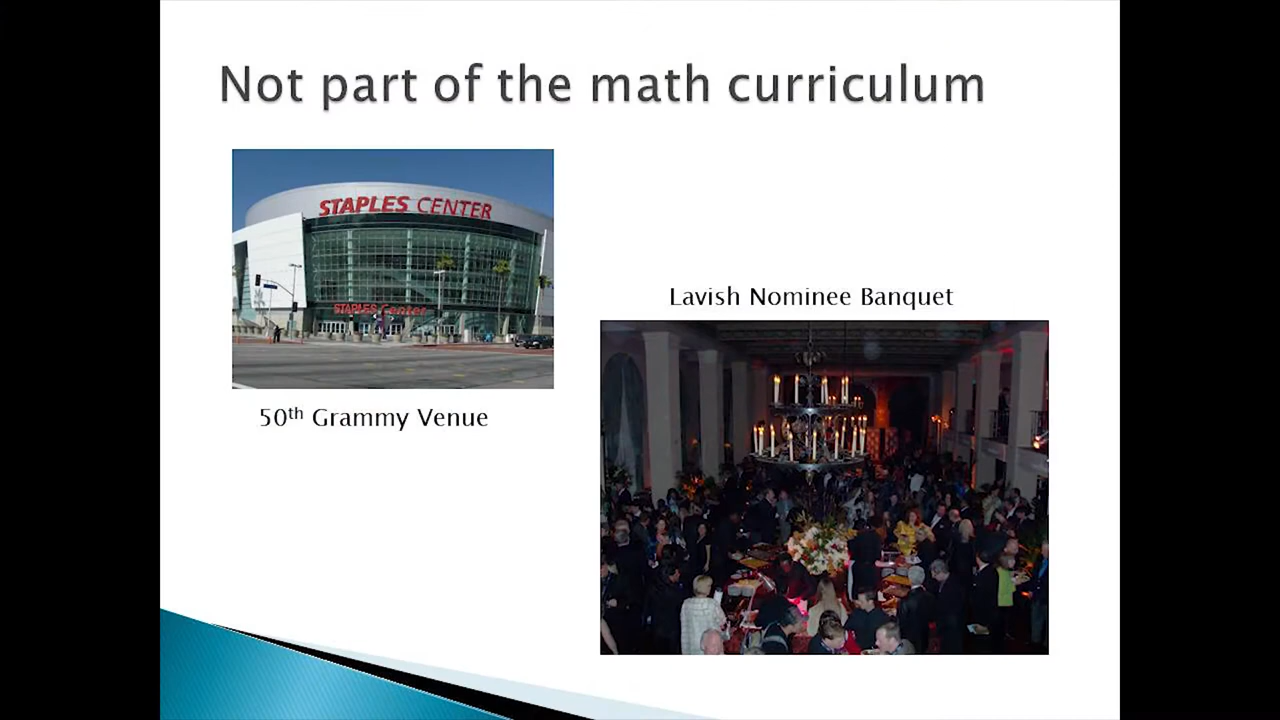 Not part of the math curriculum
STAPLES CENTER
STAPLES Center
50th Grammy Venue
Lavish Nominee Banquet